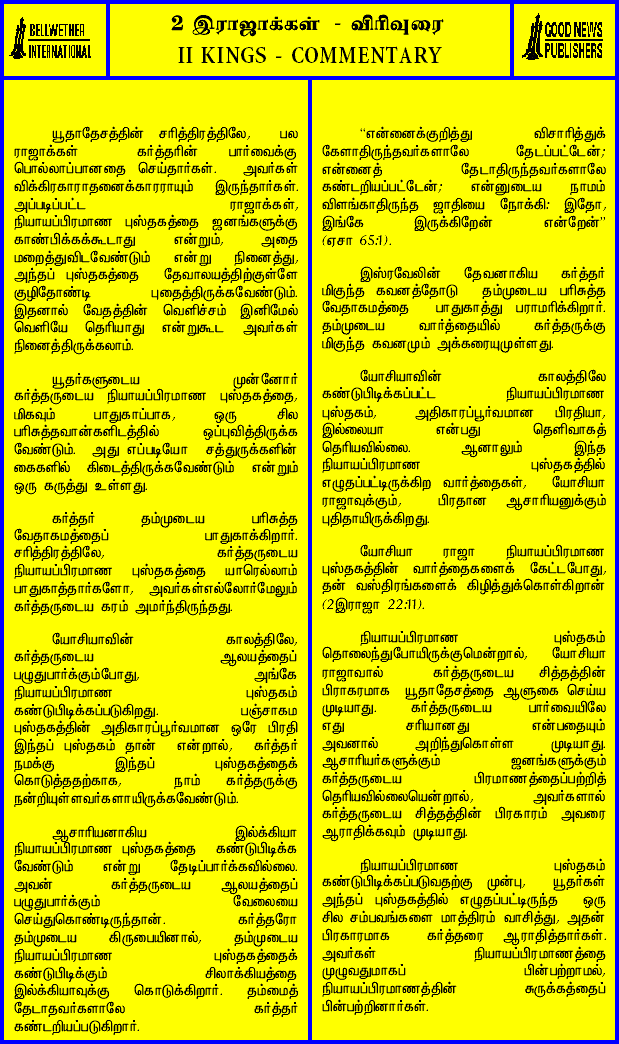 BELLWETHER
INTERNATIONAL
2 இராஜாக்கள் - விரிவுரை
II KINGS - COMMENTARY
GOOD NEWS
PUBLISHERS
யூதாதேசத்தின் சரித்திரத்திலே, பல
ராஜாக்கள் கர்த்தரின் பார்வைக்கு
பொல்லாப்பானதை செய்தார்கள். அவர்கள்
விக்கிரகாராதனைக்காரராயும் இருந்தார்கள்.
அப்படிப்பட்ட ராஜாக்கள்,
நியாயப்பிரமாண புஸ்தகத்தை ஜனங்களுக்கு
காண்பிக்கக்கூடாது என்றும், அதை
மறைத்துவிடவேண்டும் என்று நினைத்து,
அந்தப் புஸ்தகத்தை தேவாலயத்திற்குள்ளே
குழிதோண்டி புதைத்திருக்கவேண்டும்.
இதனால் வேதத்தின் வெளிச்சம் இனிமேல்
வெளியே தெரியாது என்றுகூட அவர்கள்
நினைத்திருக்கலாம்.
யூதர்களுடைய முன்னோர்
கர்த்தருடைய நியாயப்பிரமாண புஸ்தகத்தை,
மிகவும் பாதுகாப்பாக, ஒரு சில
பரிசுத்தவான்களிடத்தில் ஒப்புவித்திருக்க
வேண்டும். அது எப்படியோ சத்துருக்களின்
கைகளில் கிடைத்திருக்கவேண்டும் என்றும்
ஒரு கருத்து உள்ளது.
கர்த்தர் தம்முடைய பரிசுத்த
வேதாகமத்தைப் பாதுகாக்கிறார்.
சரித்திரத்திலே, கர்த்தருடைய
நியாயப்பிரமாண புஸ்தகத்தை யாரெல்லாம்
பாதுகாத்தார்களோ, அவர்கள்எல்லோர்மேலும்
கர்த்தருடைய கரம் அமர்ந்திருந்தது.
யோசியாவின் காலத்திலே,
கர்த்தருடைய ஆலயத்தைப்
பழுதுபார்க்கும்போது, அங்கே
நியாயப்பிரமாண புஸ்தகம்
கண்டுபிடிக்கப்படுகிறது. பஞ்சாகம
புஸ்தகத்தின் அதிகாரப்பூர்வமான ஒரே பிரதி
இந்தப் புஸ்தகம் தான் என்றால், கர்த்தர்
நமக்கு இந்தப் புஸ்தகத்தைக்
கொடுத்ததற்காக, நாம் கர்த்தருக்கு
நன்றியுள்ளவர்களாயிருக்கவேண்டும்.
ஆசாரியனாகிய இல்க்கியா
நியாயப்பிரமாண புஸ்தகத்தை கண்டுபிடிக்க
வேண்டும் என்று தேடிப்பார்க்கவில்லை.
அவன் கர்த்தருடைய ஆலயத்தைப்
பழுதுபார்க்கும் வேலையை
செய்துகொண்டிருந்தான். கர்த்தரோ
தம்முடைய கிருபையினால், தம்முடைய
நியாயப்பிரமாண புஸ்தகத்தைக்
கண்டுபிடிக்கும் சிலாக்கியத்தை
இல்க்கியாவுக்கு கொடுக்கிறார். தம்மைத்
தேடாதவர்களாலே கர்த்தர்
கண்டறியப்படுகிறார்.
“என்னைக்குறித்து விசாரித்துக்
கேளாதிருந்தவர்களாலே தேடப்பட்டேன்;
என்னைத் தேடாதிருந்தவர்களாலே
கண்டறியப்பட்டேன்; என்னுடைய நாமம்
விளங்காதிருந்த ஜாதியை நோக்கி: இதோ,
இங்கே இருக்கிறேன் என்றேன்”
(ஏசா 65:1).
இஸ்ரவேலின் தேவனாகிய கர்த்தர்
மிகுந்த கவனத்தோடு தம்முடைய பரிசுத்த
வேதாகமத்தை பாதுகாத்து பராமரிக்கிறார்.
தம்முடைய வார்த்தையில் கர்த்தருக்கு
மிகுந்த கவனமும் அக்கரையுமுள்ளது.
யோசியாவின் காலத்திலே
கண்டுபிடிக்கப்பட்ட நியாயப்பிரமாண
புஸ்தகம், அதிகாரப்பூர்வமான பிரதியா,
இல்லையா என்பது தெளிவாகத்
தெரியவில்லை. ஆனாலும் இந்த
நியாயப்பிரமாண புஸ்தகத்தில்
எழுதப்பட்டிருக்கிற வார்த்தைகள், யோசியா
ராஜாவுக்கும், பிரதான ஆசாரியனுக்கும்
புதிதாயிருக்கிறது.
யோசியா ராஜா நியாயப்பிரமாண
புஸ்தகத்தின் வார்த்தைகளைக் கேட்டபோது,
தன் வஸ்திரங்களைக் கிழித்துக்கொள்கிறான்
(2இராஜா 22:11).
நியாயப்பிரமாண புஸ்தகம்
தொலைந்துபோயிருக்குமென்றால், யோசியா
ராஜாவால் கர்த்தருடைய சித்தத்தின்
பிரகாரமாக யூதாதேசத்தை ஆளுகை செய்ய
முடியாது. கர்த்தருடைய பார்வையிலே
எது சரியானது என்பதையும்
அவனால் அறிந்துகொள்ள முடியாது.
ஆசாரியர்களுக்கும் ஜனங்களுக்கும்
கர்த்தருடைய பிரமாணத்தைப்பற்றித்
தெரியவில்லையென்றால், அவர்களால்
கர்த்தருடைய சித்தத்தின் பிரகாரம் அவரை
ஆராதிக்கவும் முடியாது.
நியாயப்பிரமாண புஸ்தகம்
கண்டுபிடிக்கப்படுவதற்கு முன்பு, யூதர்கள்
அந்தப் புஸ்தகத்தில் எழுதப்பட்டிருந்த ஒரு
சில சம்பவங்களை மாத்திரம் வாசித்து, அதன்
பிரகாரமாக கர்த்தரை ஆராதித்தார்கள்.
அவர்கள் நியாயப்பிரமாணத்தை
முழுவதுமாகப் பின்பற்றாமல்,
நியாயப்பிரமாணத்தின் சுருக்கத்தைப்
பின்பற்றினார்கள்.